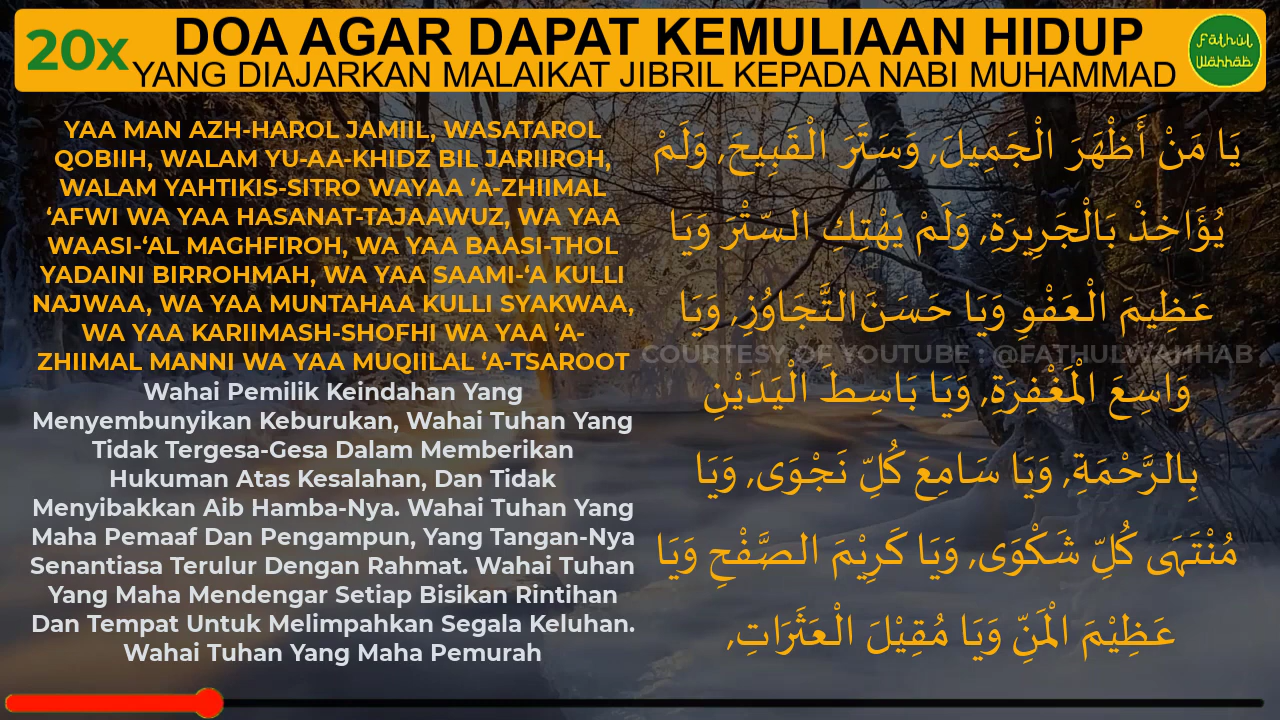 20x
DOA AGAR DAPAT KEMULIAAN HIDUP
YANG DIAJARKAN MALAIKAT JIBRIL KEPADA NABI MUHAMMAD
Fathul
Wahhab
YAA MAN AZH-HAROL JAMIIL, WASATAROL
QOBIIH, WALAM YU-AA-KHIDZ BIL JARIIROH,
WALAM YAHTIKIS-SITRO WAYAA ‘A-ZHIIMAL
‘AFWI WA YAA HASANAT-TAJAAWUZ, WA YAA
WAASI-‘AL MAGHFIROH, WA YAA BAASI-THOL
YADAINI BIRROHMAH, WA YAA SAAMI-‘A KULLI
NAJWAA, WA YAA MUNTAHAA KULLI SYAKWAA,
WA YAA KARIIMASH-SHOFHI WA YAA ‘A-
ZHIIMAL MANNI WA YAA MUQIILAL ‘A-TSAROOT
Wahai Pemilik Keindahan Yang
Menyembunyikan Keburukan, Wahai Tuhan Yang
Tidak Tergesa-Gesa Dalam Memberikan
Hukuman Atas Kesalahan, Dan Tidak
Menyibakkan Aib Hamba-Nya. Wahai Tuhan Yang
Maha Pemaaf Dan Pengampun, Yang Tangan-Nya
Senantiasa Terulur Dengan Rahmat. Wahai Tuhan
Yang Maha Mendengar Setiap Bisikan Rintihan
Dan Tempat Untuk Melimpahkan Segala Keluhan.
Wahai Tuhan Yang Maha Pemurah
يَا مَنْ أَظْهَرَ الْجَمِيلَ, وَسَتَرَ الْقَبِيحَ, وَلَمْ
يُؤَاخِذْ بَالْجَرِيرَةِ, وَلَمْ يَهْتِك السّتْرَ وَيَا
عَظِيمَ الْعَفْوِ وَيَا حَسَنَ التَّجَاوُزِ, وَيَا
COURTESY OF YOUTUBE : @FATHULWAHHAB
وَاسِعَ الْمَغْفِرَةِ, وَيَا بَاسِطَ الْيَدَيْنِ
بِالرَّحْمَةِ, وَيَا سَامِعَ كُلِّ نَجْوَى, وَيَا
مُنْتَهَى كُلِّ شَكْوَى, وَيَا كَرِيْمَ الصَّفْحِ وَيَا
عَظِيْمَ الْمَنِّ وَيَا مُقِيْلَ الْعَثَرَاتِ,